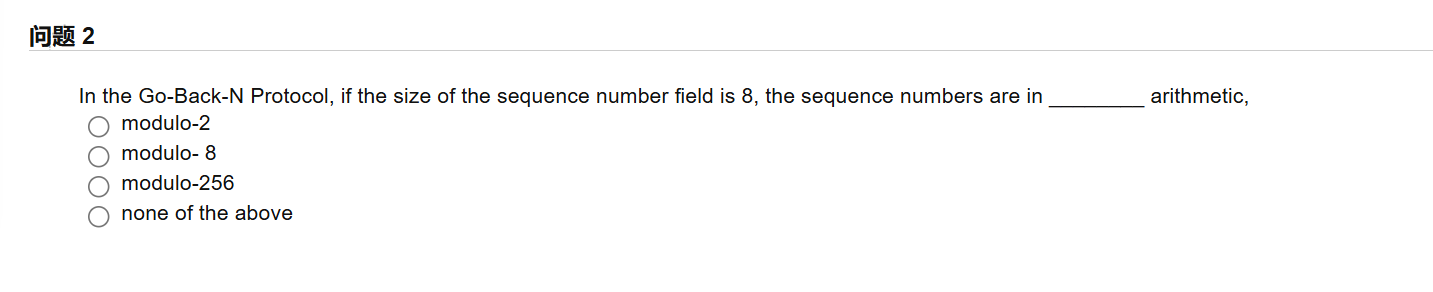 问题 2
In the Go-Back-N Protocol, if the size of the sequence number field is 8, the sequence numbers are in ________ arithmetic,
modulo-2
modulo- 8
modulo-256
none of the above